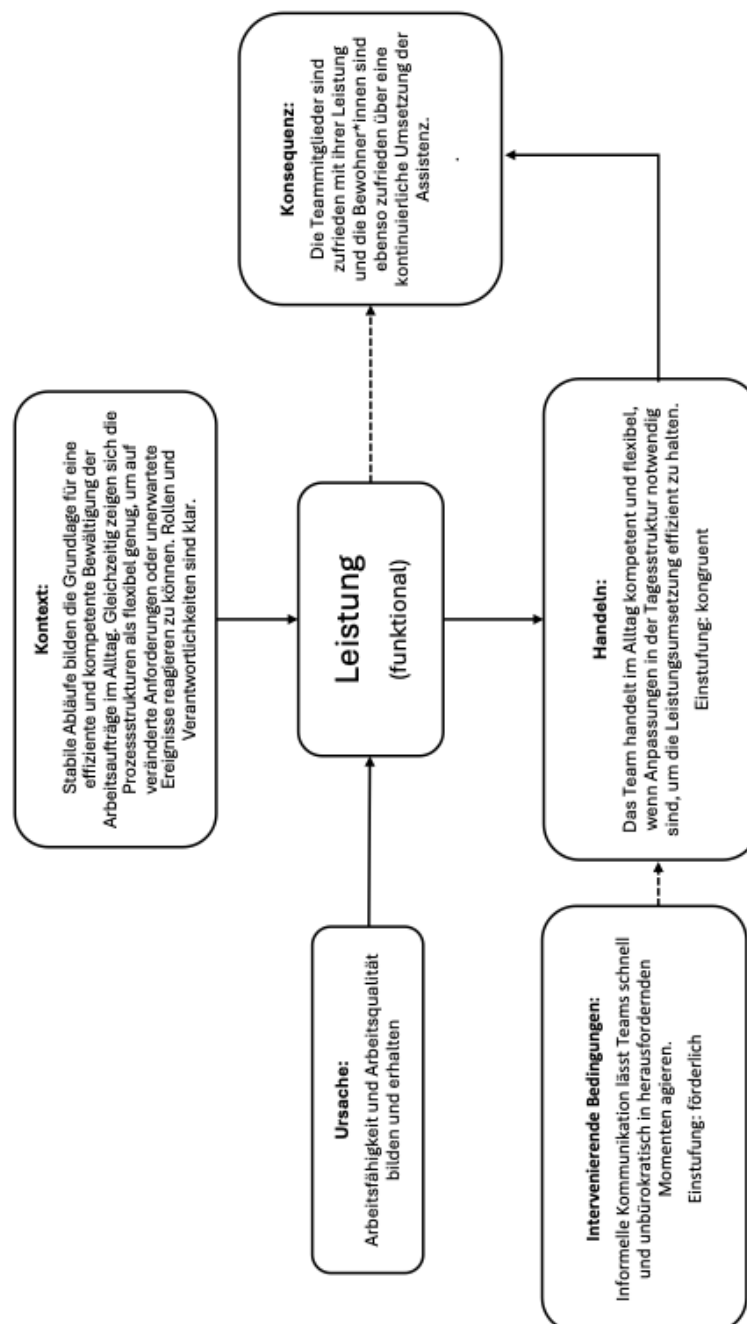 Kontext:
Stabile Abläufe bilden die Grundlage für eine
effiziente und kompetente Bewältigung der
Arbeitsaufträge im Alltag. Gleichzeitig zeigen sich die
Prozessstrukturen als flexibel genug, um auf
veränderte Anforderungen oder unerwartete
Ereignisse reagieren zu können. Rollen und
Verantwortlichkeiten sind klar.
Ursache:
Arbeitsfähigkeit und Arbeitsqualität
bilden und erhalten
Leistung
(funktional)
Konsequenz:
Die Teammitglieder sind
zufrieden mit ihrer Leistung
und die Bewohner*innen sind
ebenso zufrieden über eine
kontinuierliche Umsetzung der
Assistenz.
.
Intervenierende Bedingungen:
Informelle Kommunikation lässt Teams schnell
und unbürokratisch in herausfordernden
Momenten agieren.
Einstufung: förderlich
Handeln:
Das Team handelt im Alltag kompetent und flexibel,
wenn Anpassungen in der Tagesstruktur notwendig
sind, um die Leistungsumsetzung effizient zu halten.
Einstufung: kongruent